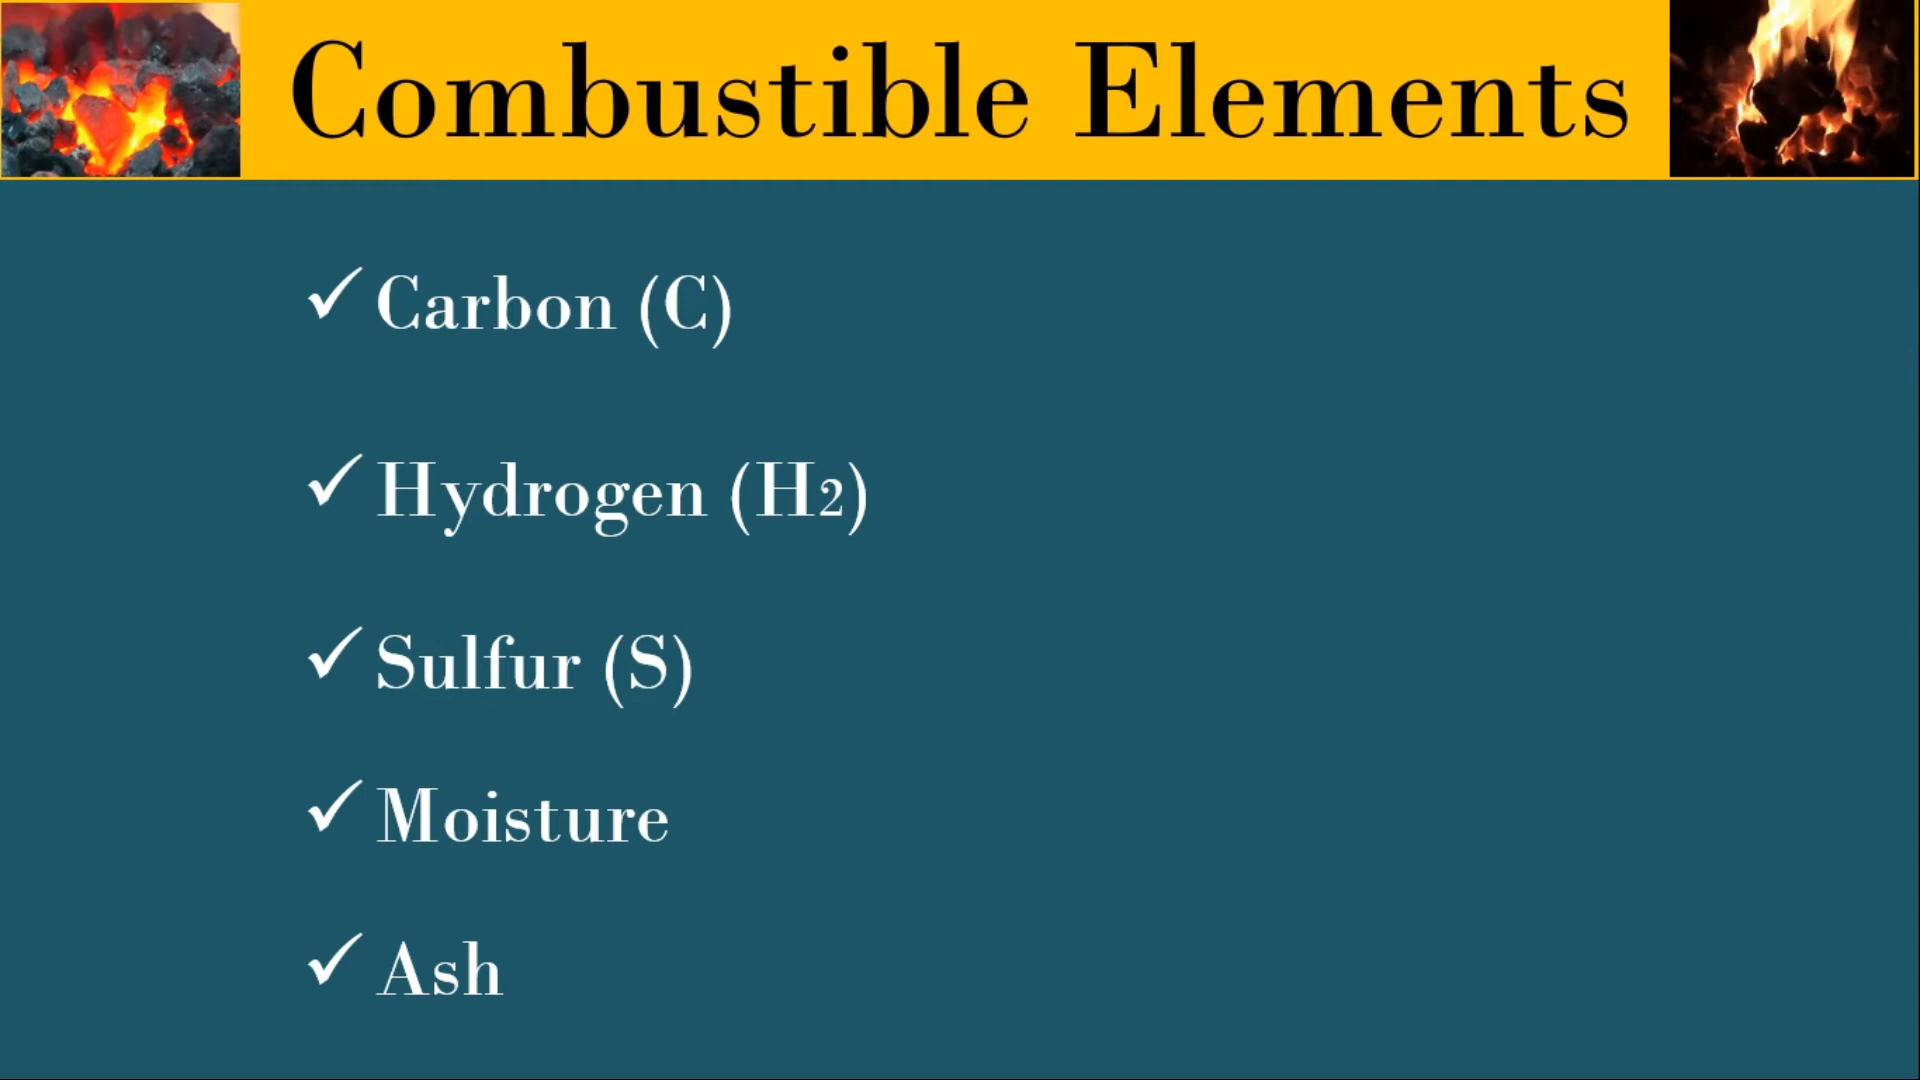 Combustible Elements
✓ Carbon (C)
✓ Hydrogen (H2)
✓ Sulfur (S)
✓ Moisture
✓ Ash